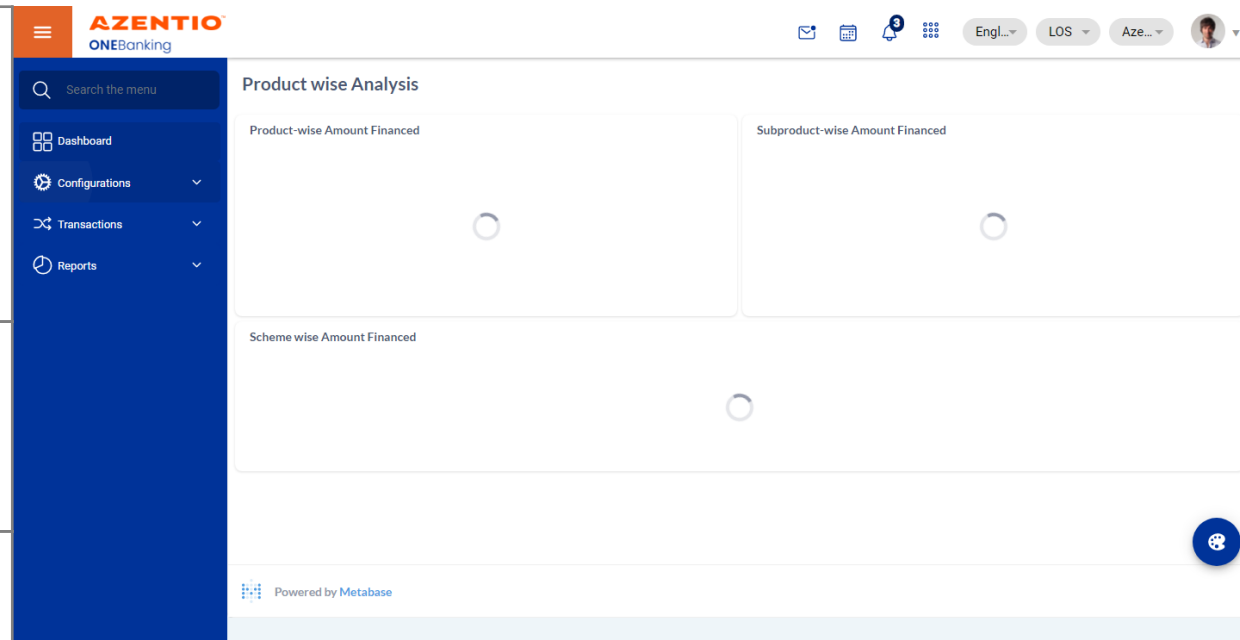 AZENTIO
ONEBanking
3
Engl...
LOS
Aze...
Search the menu
Dashboard
Configurations
Transactions
Reports
Product wise Analysis
Product-wise Amount Financed
Subproduct-wise Amount Financed
Scheme wise Amount Financed
Powered by Metabase